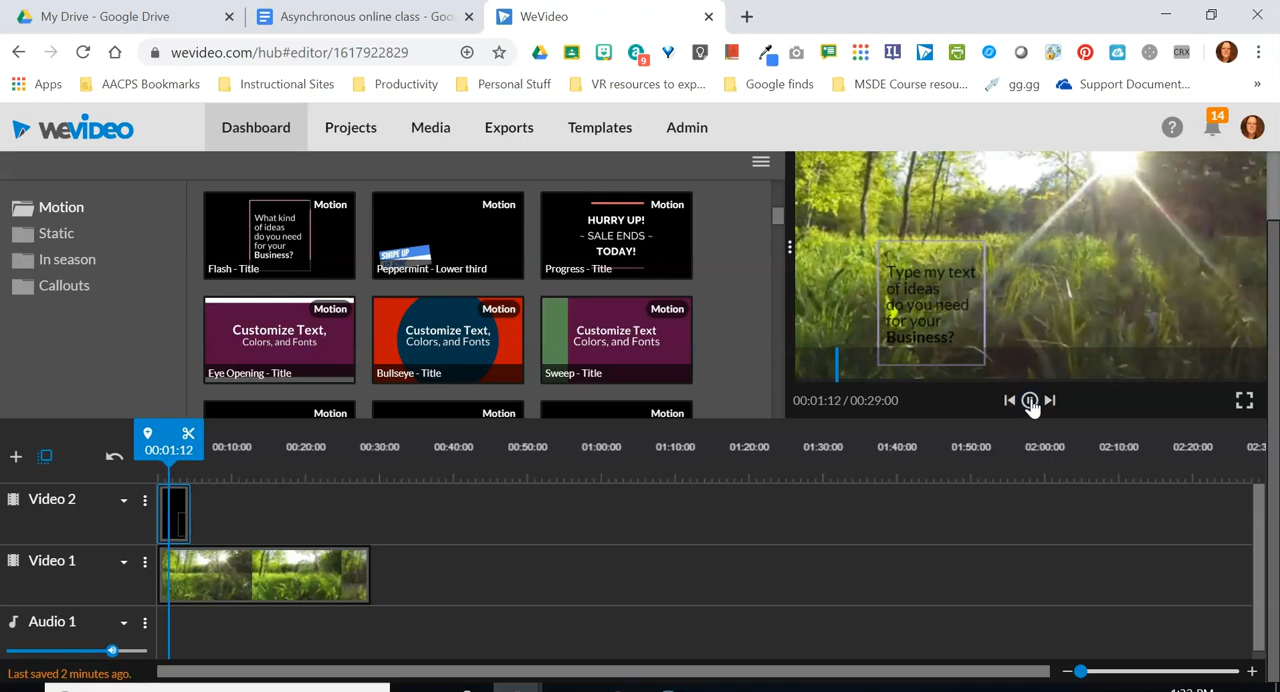 My Drive - Google Drive
Asynchronous online class - Goo
WeVideo
wevideo.com/hub#editor/1617922829
9
IL
CRX
Apps
AACPS Bookmarks
Instructional Sites
Productivity
Personal Stuff
VR resources to exp...
Google finds
MSDE Course resou...
gg.gg
Support Document...
»
WEVIDEO
Dashboard
Projects
Media
Exports
Templates
Admin
14
Motion
Static
In season
Callouts
Motion
What kind
of ideas
do you need
for your
Business?
Flash - Title
Motion
SWIPE UP
Peppermint - Lower third
Motion
HURRY UP!
~ SALE ENDS ~
TODAY!
Progress - Title
Motion
Customize Text,
Colors, and Fonts
Eye Opening - Title
Motion
Customize Text,
Colors, and Fonts
Bullseye - Title
Motion
Customize Text
Colors, and Fonts
Sweep - Title
Motion
Motion
Motion
Type my text
of ideas
do you need
for your
Business?
00:01:12 / 00:29:00
00:01:12
00:10:00
00:20:00
00:30:00
00:40:00
00:50:00
01:00:00
01:10:00
01:20:00
01:30:00
01:40:00
01:50:00
02:00:00
02:10:00
02:20:00
02:3
Video 2
Video 1
Audio 1
Last saved 2 minutes ago.